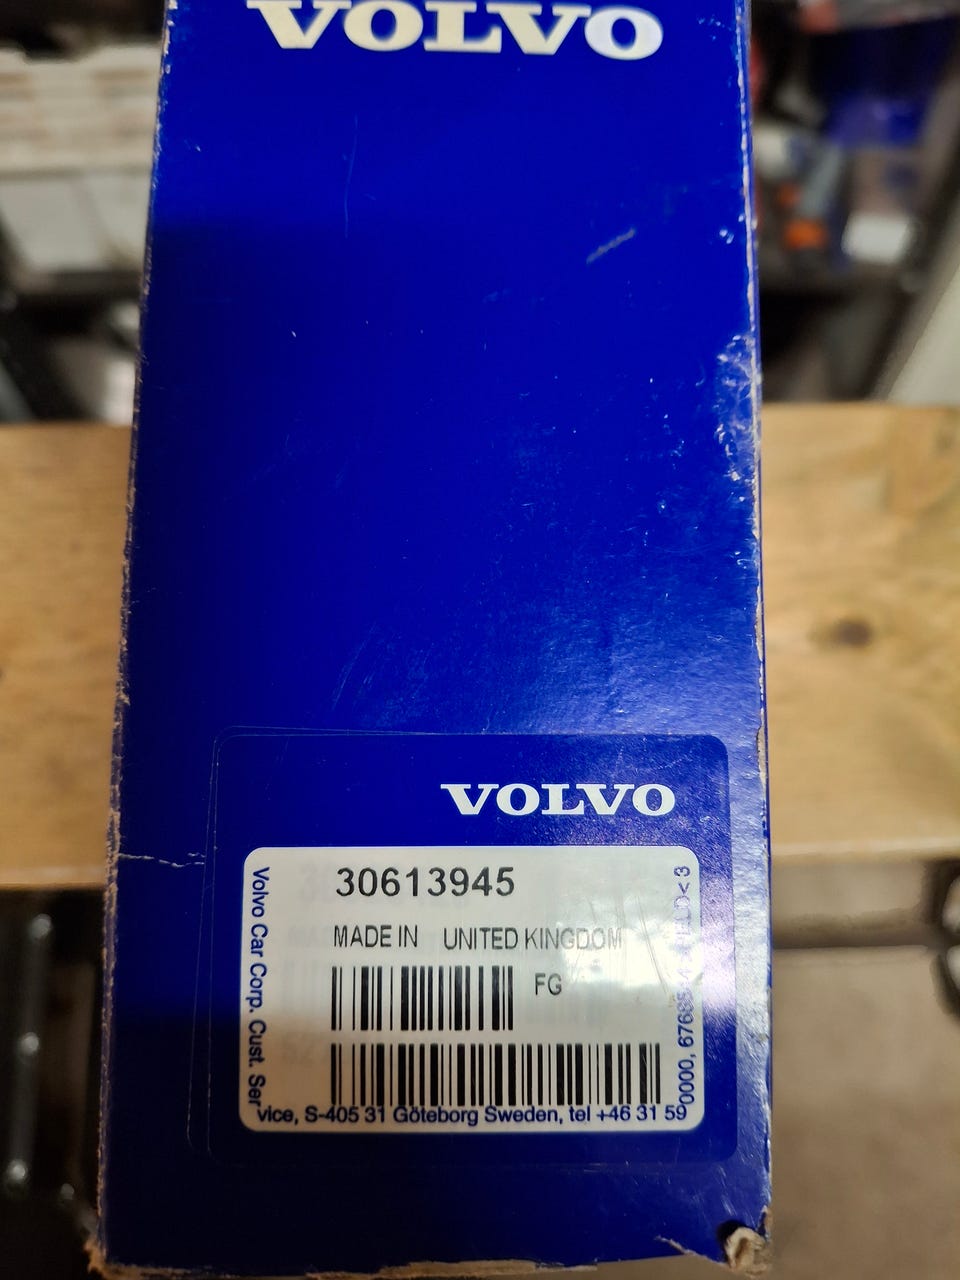 VOLVO
VOLVO
30613945
MADE IN UNITED KINGDOM
FG
Volvo Car Corp. Cust. Ser
vice, S-405 31 Göteborg Sweden, tel +46 31 59
0000,
< 3